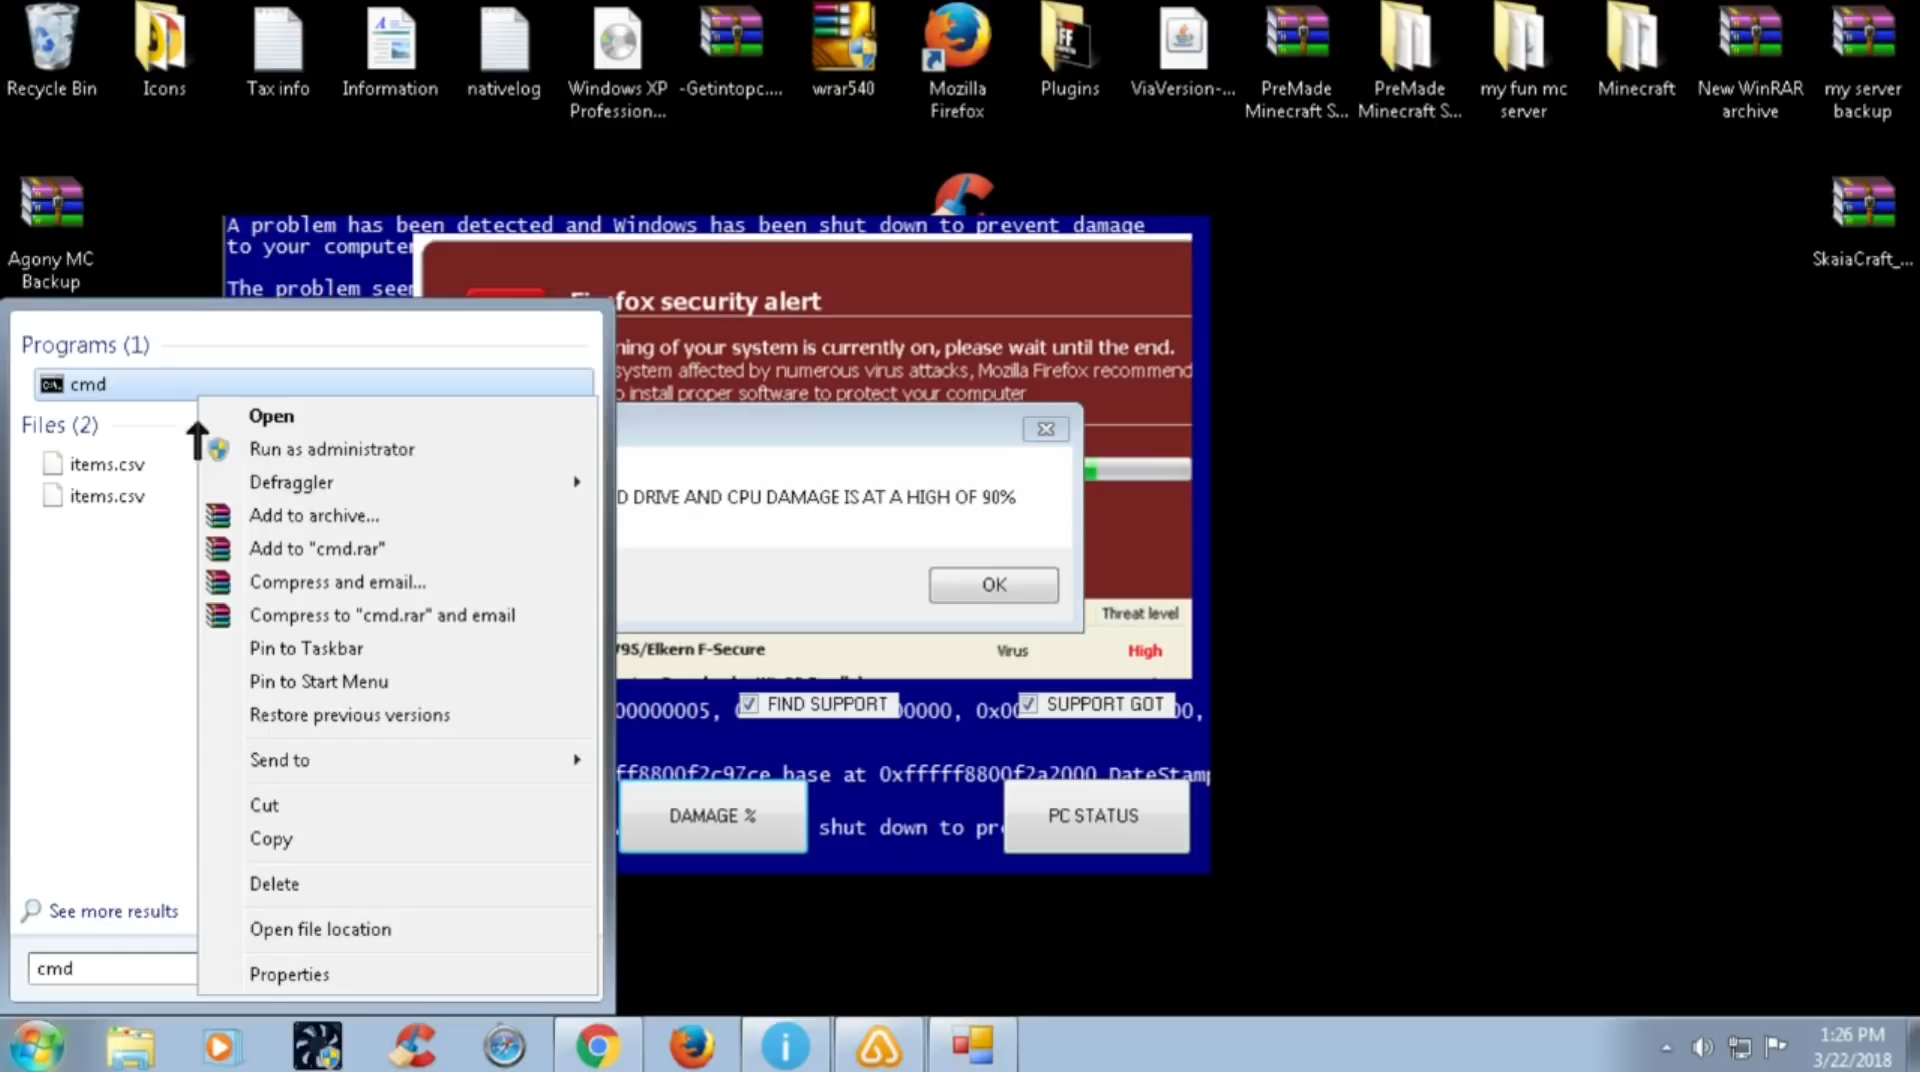 Recycle Bin
Icons
Tax info
Information
nativelog
Windows XP
Profession...
-Getintopc....
wrar540
Mozilla
Firefox
Plugins
ViaVersion-...
PreMade
Minecraft S...
PreMade
Minecraft S...
my fun mc
server
Minecraft
New WinRAR
archive
my server
backup
Agony MC
Backup
SkaiaCraft_...
A problem has been detected and Windows has been shut down to prevent damage
to your computer
The problem seem
Firefox security alert
ning of your system is currently on, please wait until the end.
system affected by numerous virus attacks, Mozilla Firefox recommend
o install proper software to protect your computer
D DRIVE AND CPU DAMAGE IS AT A HIGH OF 90%
OK
Threat level
795/Elkern F-Secure
Virus
High
00000005,
FIND SUPPORT
00000, 0x00
SUPPORT GOT
00,
ff8800f2c97ce base at 0xfffff8800f2a2000 DateStamp
DAMAGE %
shut down to pre
PC STATUS
Programs (1)
cmd
Files (2)
items.csv
items.csv
See more results
cmd
Open
Run as administrator
Defraggler
Add to archive...
Add to "cmd.rar"
Compress and email...
Compress to "cmd.rar" and email
Pin to Taskbar
Pin to Start Menu
Restore previous versions
Send to
Cut
Copy
Delete
Open file location
Properties
1:26 PM
3/22/2018